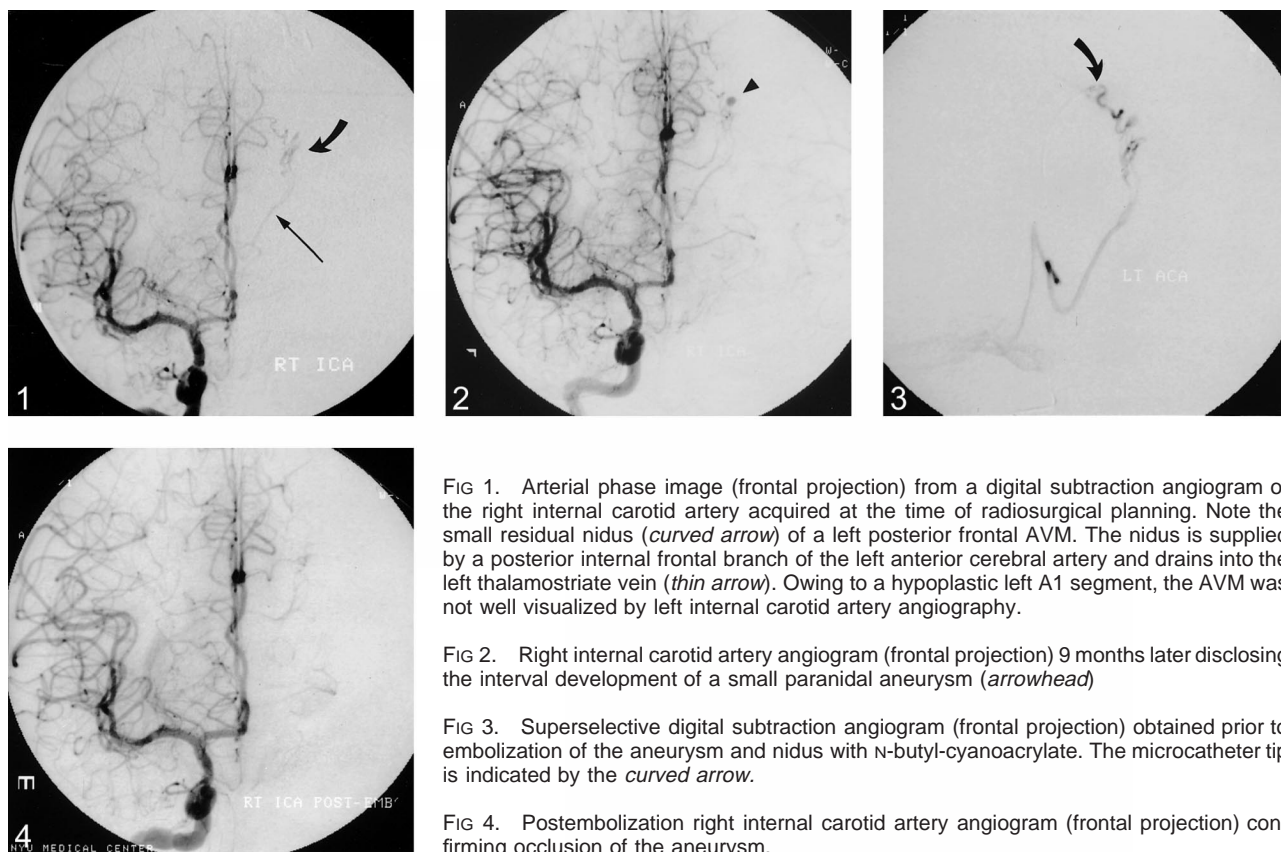 RT ICA
1
A
W-
C
RT ICA
2
LT ACA
3
A
E
RT ICA POST-EMB
4
NYU MEDICAL CENTER
FIG 1. Arterial phase image (frontal projection) from a digital subtraction angiogram o
the right internal carotid artery acquired at the time of radiosurgical planning. Note the
small residual nidus (curved arrow) of a left posterior frontal AVM. The nidus is supplied
by a posterior internal frontal branch of the left anterior cerebral artery and drains into the
left thalamostriate vein (thin arrow). Owing to a hypoplastic left A1 segment, the AVM was
not well visualized by left internal carotid artery angiography.
FIG 2. Right internal carotid artery angiogram (frontal projection) 9 months later disclosing
the interval development of a small paranidal aneurysm (arrowhead)
FIG 3. Superselective digital subtraction angiogram (frontal projection) obtained prior to
embolization of the aneurysm and nidus with N-butyl-cyanoacrylate. The microcatheter tip
is indicated by the curved arrow.
FIG 4. Postembolization right internal carotid artery angiogram (frontal projection) con
firming occlusion of the aneurysm.